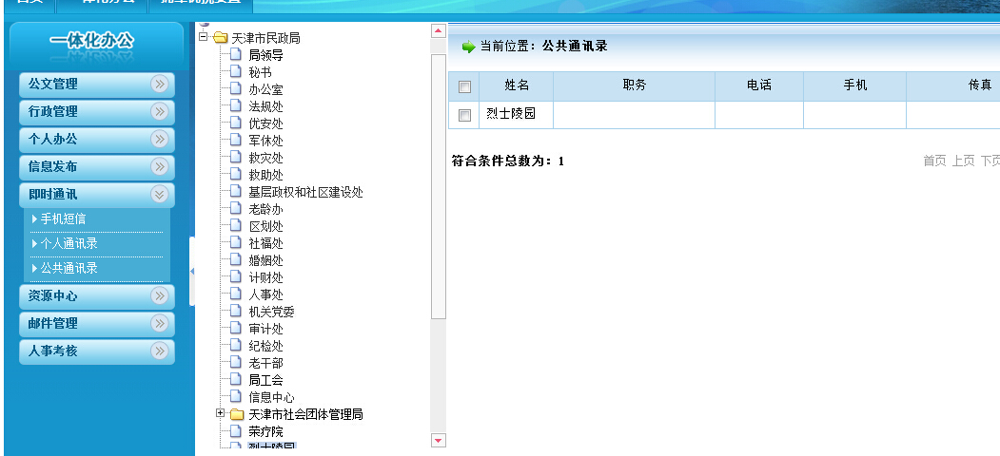 首页
一体化办公
一体化办公
公文管理
行政管理
个人办公
信息发布
即时通讯
手机短信
个人通讯录
公共通讯录
资源中心
邮件管理
人事考核
天津市民政局
局领导
秘书
办公室
法规处
优安处
军休处
救灾处
救助处
基层政权和社区建设处
老龄办
区划处
社福处
婚姻处
计财处
人事处
机关党委
审计处
纪检处
老干部
局工会
信息中心
天津市社会团体管理局
荣疗院
烈士陵园
当前位置：公共通讯录
姓名 职务 电话 手机 传真
烈士陵园
符合条件总数为：1 首页 上页 下页